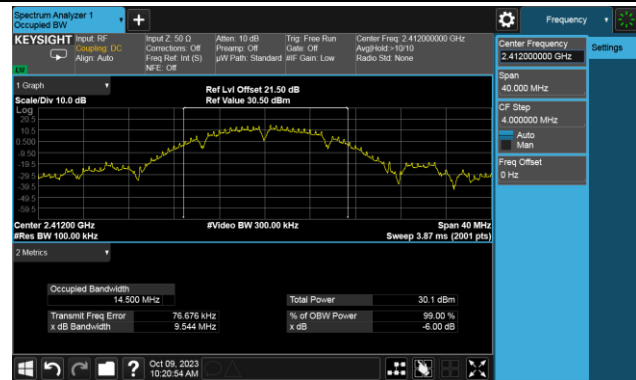 Spectrum Analyzer 1
Occupied BW
+
Frequency
KEYSIGHT
Input: RF
Coupling: DC
Align: Auto
Input Z: 50 Ω
Corrections: Off
Freq Ref: Int (S)
NFE: Off
Atten: 10 dB
Preamp: Off
µW Path: Standard
Trig: Free Run
Gate: Off
#IF Gain: Low
Center Freq: 2.412000000 GHz
Avg|Hold:>10/10
Radio Std: None
LXI
Center Frequency
2.412000000 GHz
Settings
Span
40.000 MHz
CF Step
4.000000 MHz
Auto
Man
Freq Offset
0 Hz
1 Graph
Scale/Div 10.0 dB
Ref Lvl Offset 21.50 dB
Ref Value 30.50 dBm
Log
20.5
10.5
0.500
-9.50
-19.5
-29.5
-39.5
-49.5
-59.5
Center 2.41200 GHz
#Video BW 300.00 kHz
Span 40 MHz
#Res BW 100.00 kHz
Sweep 3.87 ms (2001 pts)
2 Metrics
Occupied Bandwidth
14.500 MHz
Total Power 30.1 dBm
Transmit Freq Error 76.676 kHz
% of OBW Power 99.00 %
x dB Bandwidth 9.544 MHz
x dB -6.00 dB
?
Oct 09, 2023
10:20:54 AM